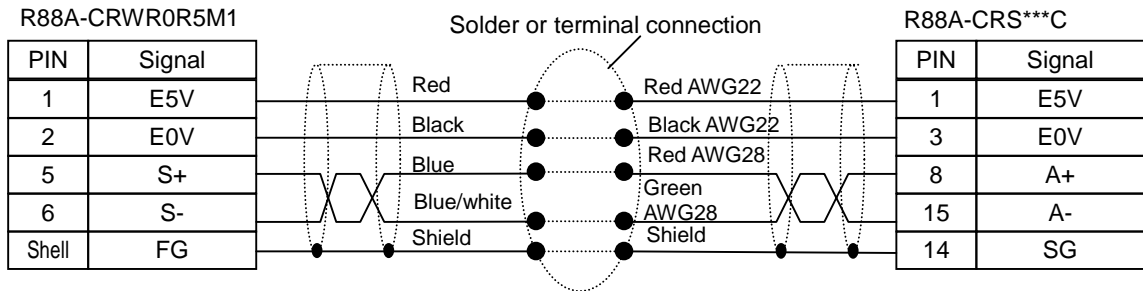 R88A-CRWR0R5M1
Solder or terminal connection
R88A-CRS***C
PIN Signal
1 E5V
2 E0V
5 S+
6 S-
Shell FG
Red
Black
Blue
Blue/white
Shield
Red AWG22
Black AWG22
Red AWG28
Green
AWG28
Shield
PIN Signal
1 E5V
3 E0V
8 A+
15 A-
14 SG